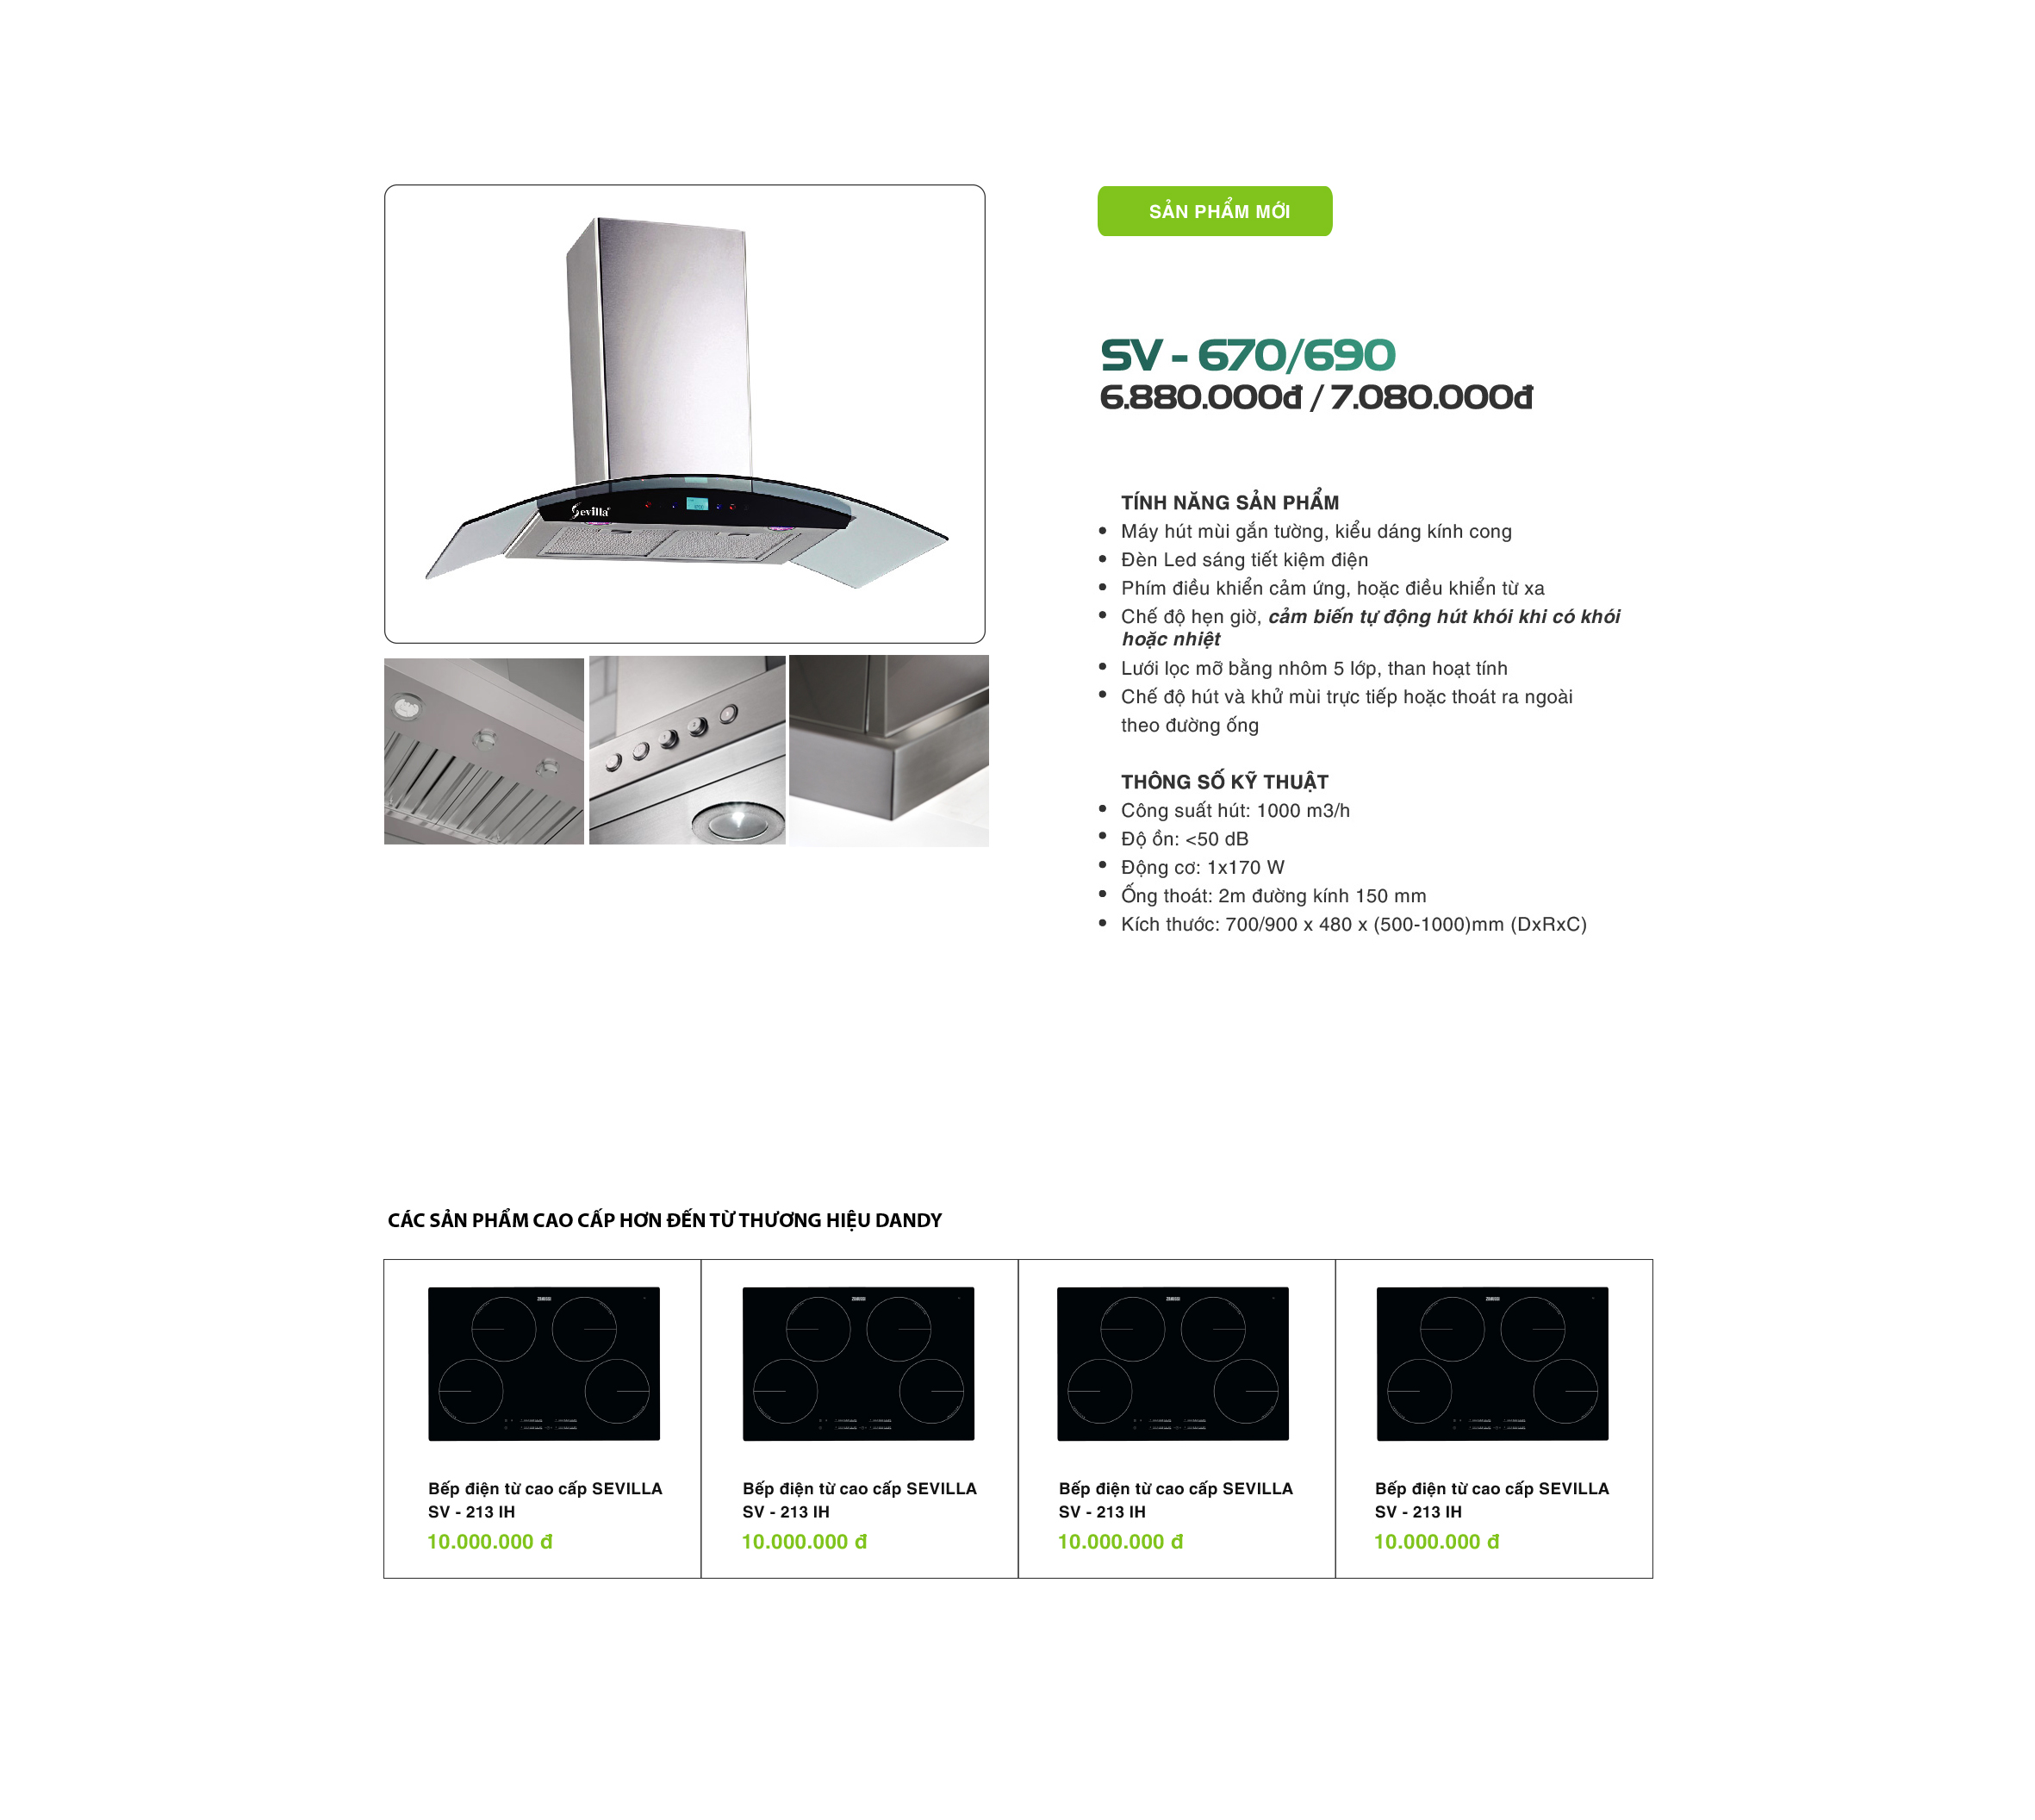 SẢN PHẨM MỚI
SV - 670/690
6.880.000đ / 7.080.000đ
Sevilla
TÍNH NĂNG SẢN PHẨM
Máy hút mùi gắn tường, kiểu dáng kính cong
Đèn Led sáng tiết kiệm điện
Phím điều khiển cảm ứng, hoặc điều khiển từ xa
Chế độ hẹn giờ, cảm biến tự động hút khói khi có khói
hoặc nhiệt
Lưới lọc mỡ bằng nhôm 5 lớp, than hoạt tính
Chế độ hút và khử mùi trực tiếp hoặc thoát ra ngoài
theo đường ống
THÔNG SỐ KỸ THUẬT
Công suất hút: 1000 m3/h
Độ ồn: <50 dB
Động cơ: 1x170 W
Ống thoát: 2m đường kính 150 mm
Kích thước: 700/900 x 480 x (500-1000)mm (DxRxC)
CÁC SẢN PHẨM CAO CẤP HƠN ĐẾN TỪ THƯƠNG HIỆU DANDY
Bếp điện từ cao cấp SEVILLA
SV - 213 IH
10.000.000 đ
Bếp điện từ cao cấp SEVILLA
SV - 213 IH
10.000.000 đ
Bếp điện từ cao cấp SEVILLA
SV - 213 IH
10.000.000 đ
Bếp điện từ cao cấp SEVILLA
SV - 213 IH
10.000.000 đ